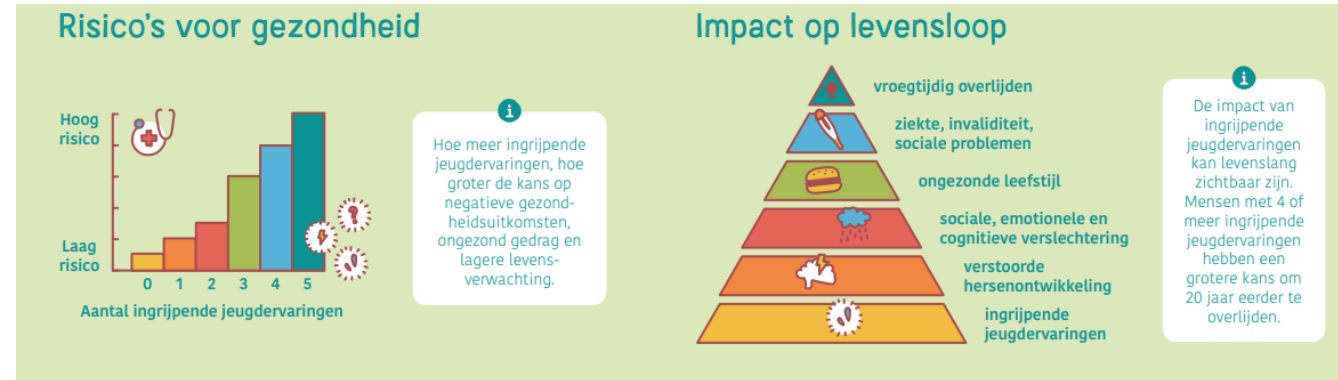 Risico's voor gezondheid
Hoog
risico
Laag
risico
0 1 2 3 4 5
Aantal ingrijpende jeugdervaringen
i
Hoe meer ingrijpende
jeugdervaringen, hoe
groter de kans op
negatieve gezond-
heidsuitkomsten,
ongezond gedrag en
lagere levens-
verwachting.
Impact op levensloop
vroegtijdig overlijden
ziekte, invaliditeit,
sociale problemen
ongezonde leefstijl
sociale, emotionele en
cognitieve verslechtering
verstoorde
hersenontwikkeling
ingrijpende
jeugdervaringen
i
De impact van
ingrijpende
jeugdervaringen
kan levenslang
zichtbaar zijn.
Mensen met 4 of
meer ingrijpende
jeugdervaringen
hebben een
grotere kans om
20 jaar eerder te
overlijden.